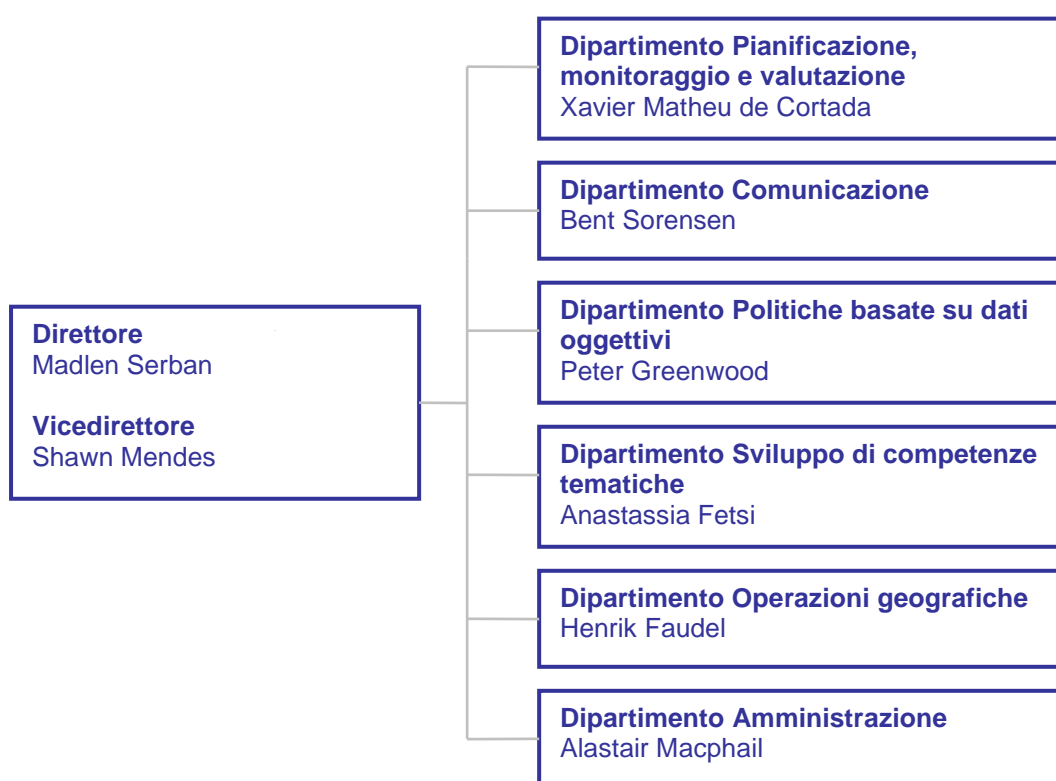 Direttore
Madlen Serban
Vicedirettore
Shawn Mendes
Dipartimento Pianificazione,
monitoraggio e valutazione
Xavier Matheu de Cortada
Dipartimento Comunicazione
Bent Sorensen
Dipartimento Politiche basate su dati
oggettivi
Peter Greenwood
Dipartimento Sviluppo di competenze
tematiche
Anastassia Fetsi
Dipartimento Operazioni geografiche
Henrik Faudel
Dipartimento Amministrazione
Alastair Macphail